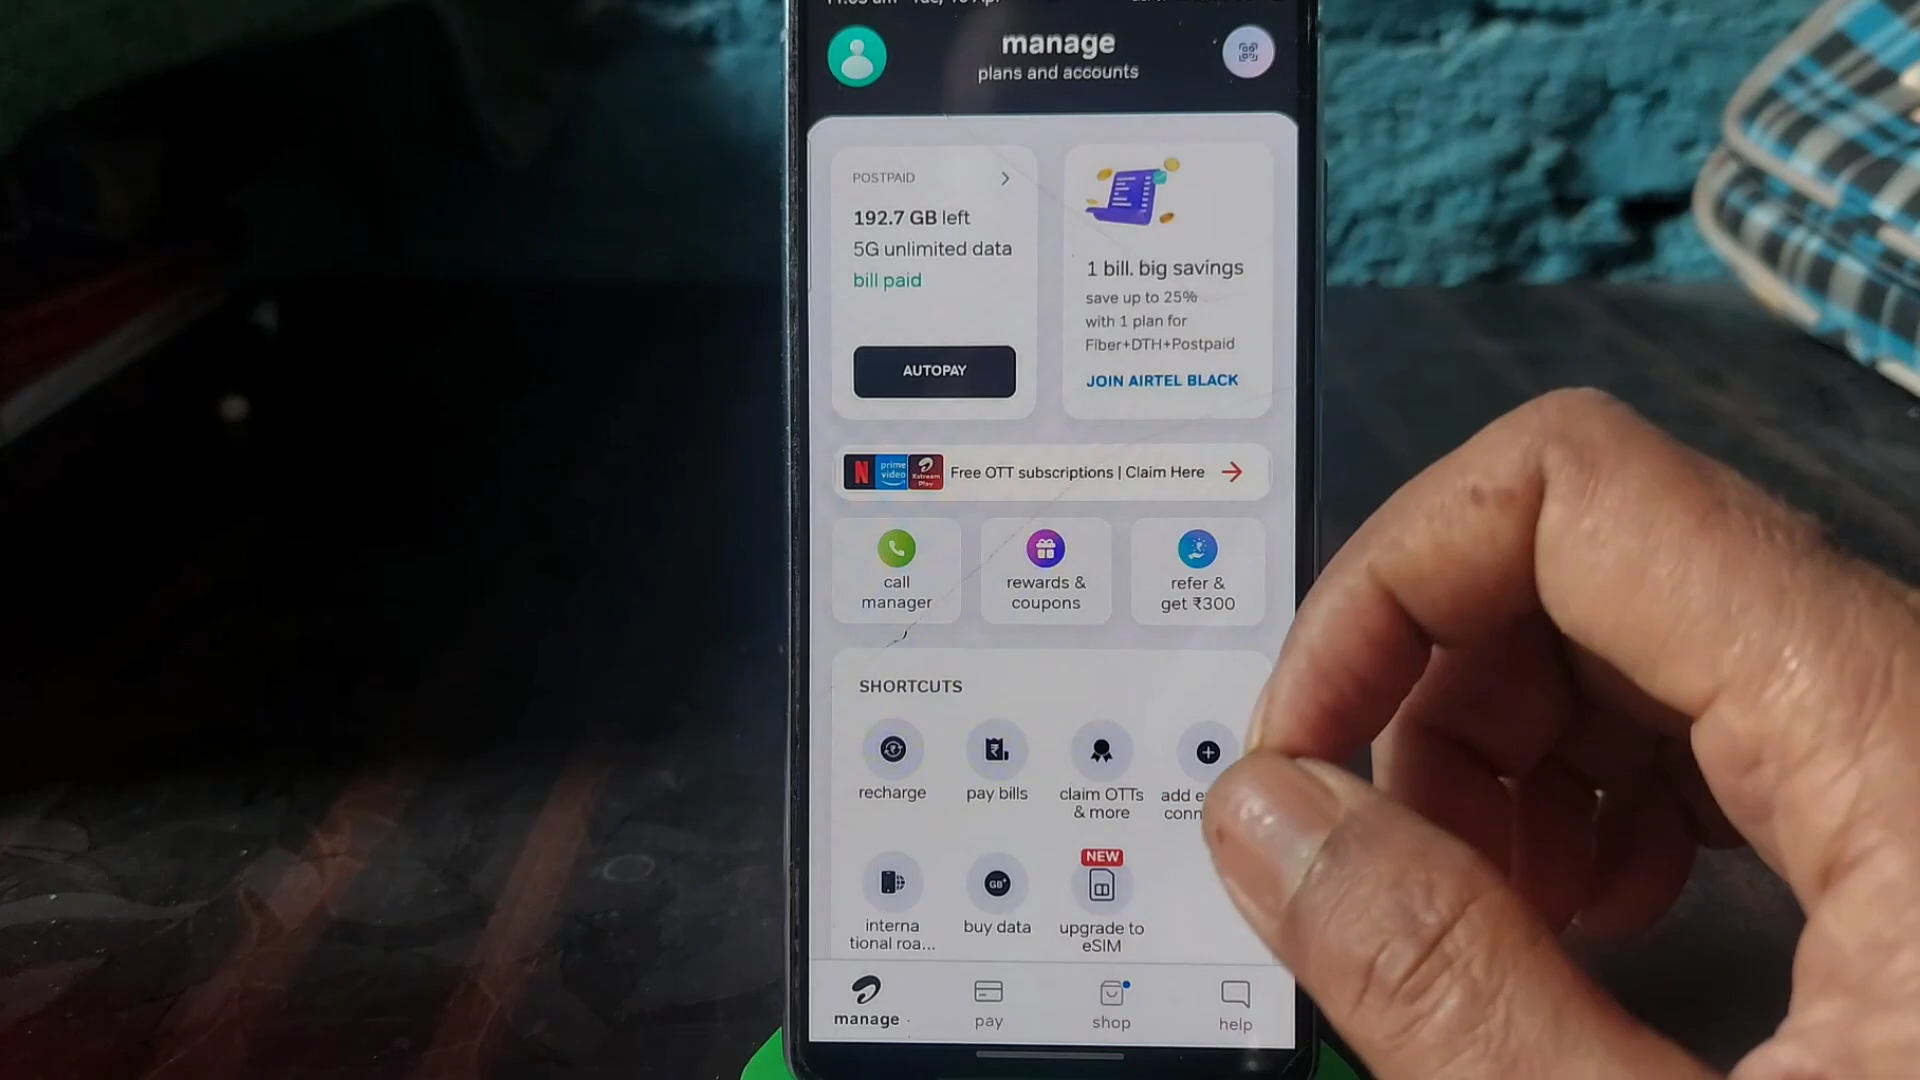 manage
plans and accounts
POSTPAID
192.7 GB left
5G unlimited data
bill paid
AUTOPAY
1 bill. big savings
save up to 25%
with 1 plan for
Fiber+DTH+Postpaid
JOIN AIRTEL BLACK
N prime video Xstream Play Free OTT subscriptions | Claim Here
call
manager
rewards &
coupons
refer &
get ₹300
SHORTCUTS
recharge
pay bills
claim OTTs
& more
add
interna
tional roa...
GB+
buy data
NEW
upgrade to
eSIM
manage
pay
shop
help